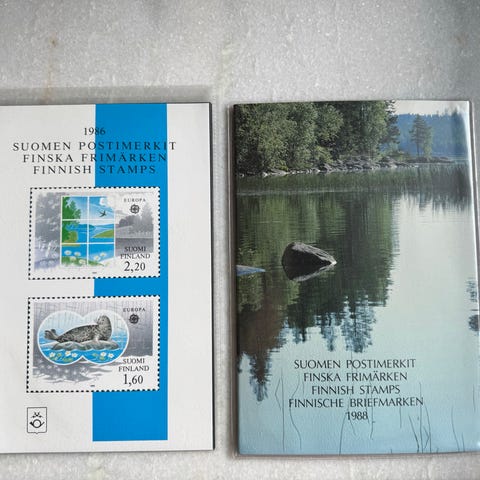 1986
SUOMEN POSTIMERKIT
FINSKA FRIMÄRKEN
FINNISH STAMPS
EUROPA
SUOMI
FINLAND
2,20
EUROPA
SUOMI
FINLAND
1,60
SUOMEN POSTIMERKIT
FINSKA FRIMÄRKEN
FINNISH STAMPS
FINNISCHE BRIEFMARKEN
1988